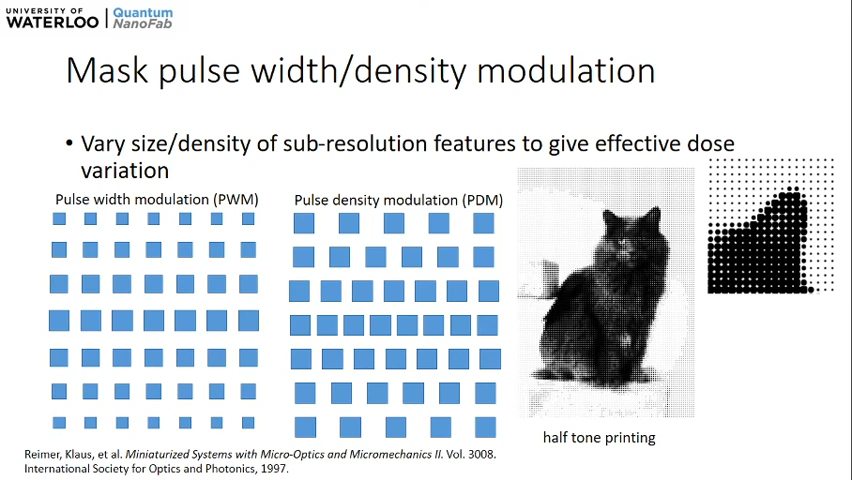 UNIVERSITY OF
WATERLOO
Quantum
NanoFab
Mask pulse width/density modulation
• Vary size/density of sub-resolution features to give effective dose
variation
Pulse width modulation (PWM)
Pulse density modulation (PDM)
half tone printing
Reimer, Klaus, et al. Miniaturized Systems with Micro-Optics and Micromechanics II. Vol. 3008.
International Society for Optics and Photonics, 1997.